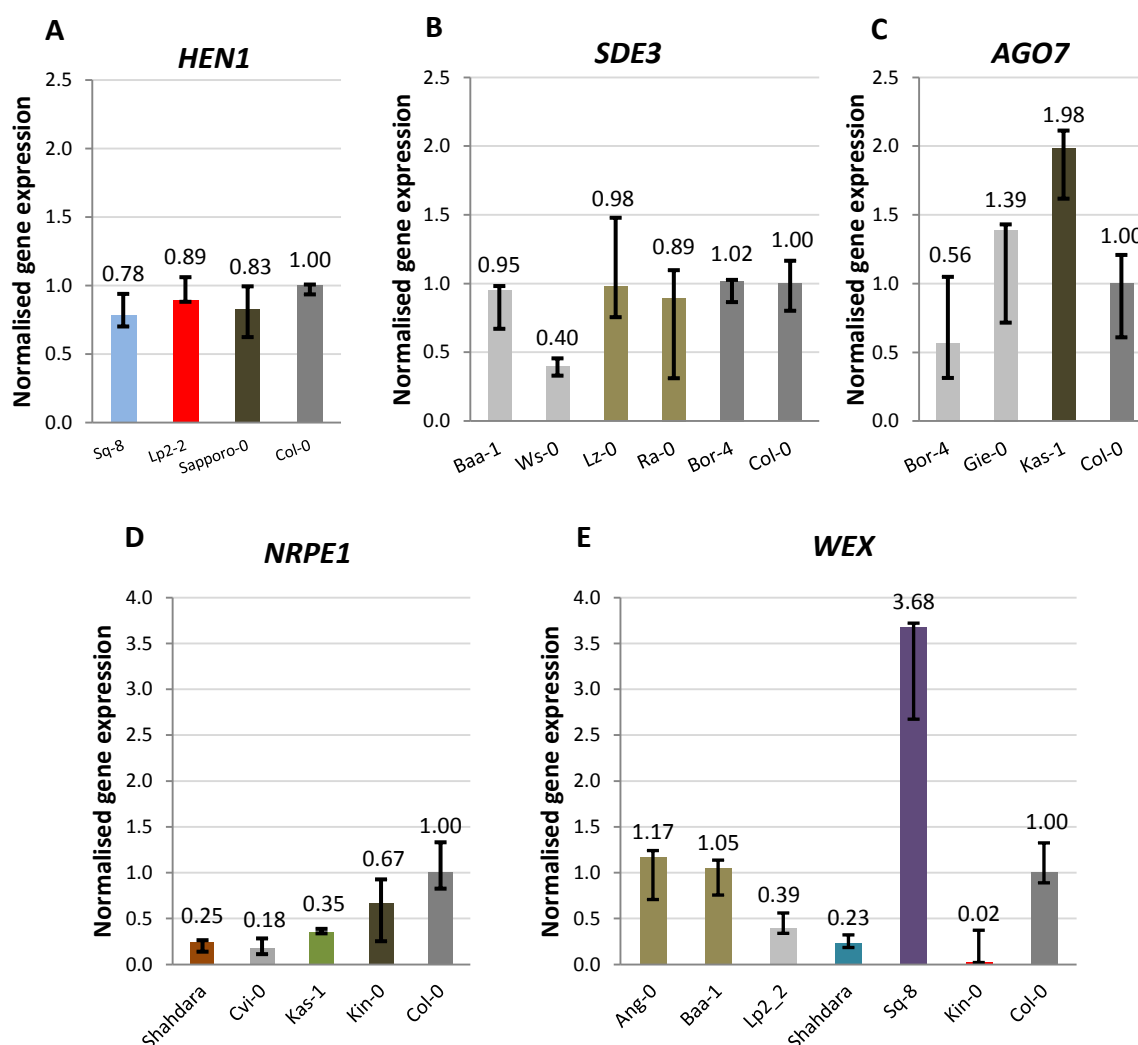 A
HEN1
Normalised gene expression
2.5
2.0
1.5
1.0
0.5
0.0
0.78
0.89
0.83
1.00
Sq-8
Lp2-2
Sapporo-0
Col-0
B
SDE3
Normalised gene expression
2.5
2.0
1.5
1.0
0.5
0.0
0.95
0.40
0.98
0.89
1.02
1.00
Baa-1
Ws-0
Lz-0
Ra-0
Bor-4
Col-0
C
AGO7
Normalised gene expression
2.5
2.0
1.5
1.0
0.5
0.0
0.56
1.39
1.98
1.00
Bor-4
Gie-0
Kas-1
Col-0
D
NRPE1
Normalised gene expression
4.0
3.5
3.0
2.5
2.0
1.5
1.0
0.5
0.0
0.25
0.18
0.35
0.67
1.00
Shahdara
Cvi-0
Kas-1
Kin-0
Col-0
E
WEX
Normalised gene expression
4.0
3.5
3.0
2.5
2.0
1.5
1.0
0.5
0.0
1.17
1.05
0.39
0.23
3.68
0.02
1.00
Ang-0
Baa-1
Lp2_2
Shahdara
Sq-8
Kin-0
Col-0